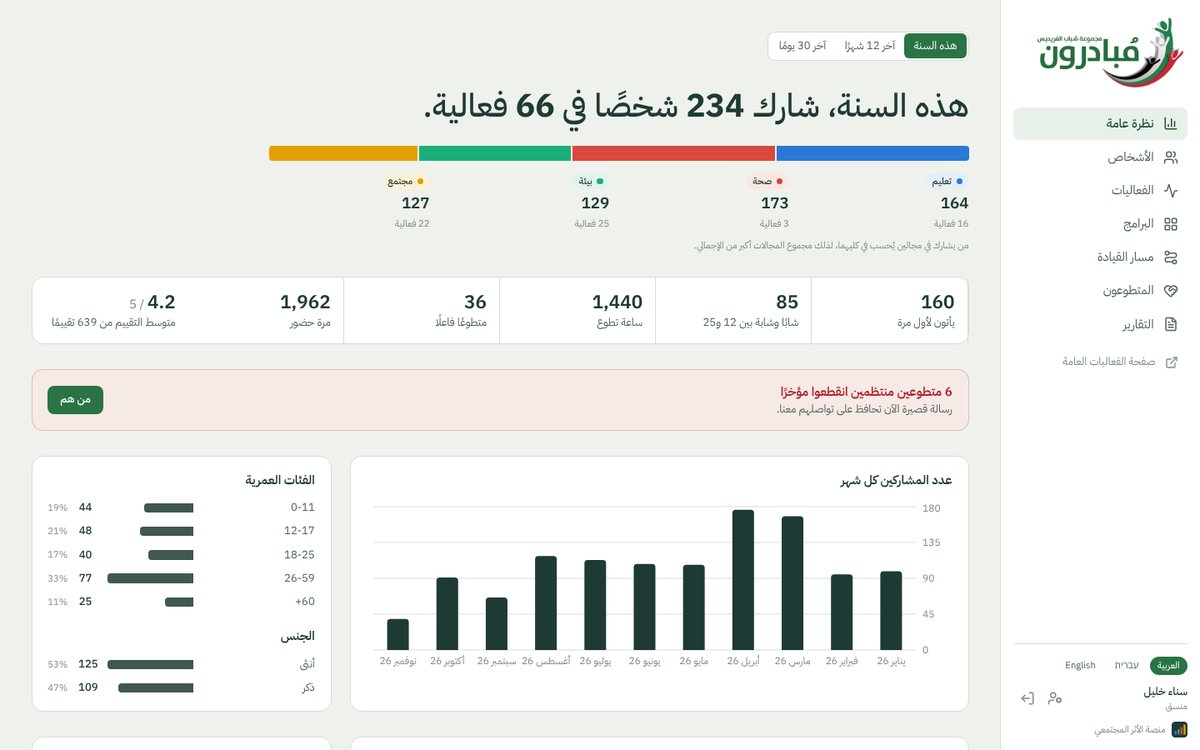 مجموعة شباب الفريديس
مُبادرون
نظرة عامة
الأشخاص
الفعاليات
البرامج
مسار القيادة
المتطوعون
التقارير
صفحة الفعاليات العامة
العربية
עברית
English
سناء خليل
منسق
منصة الأثر المجتمعي
هذه السنة
آخر 12 شهرًا
آخر 30 يومًا
هذه السنة، شارك 234 شخصًا في 66 فعالية.
تعليم
164
16 فعالية
صحة
173
3 فعالية
بيئة
129
25 فعالية
مجتمع
127
22 فعالية
من يشارك في مجالين يُحسب في كليهما، لذلك مجموع المجالات أكبر من الإجمالي.
160
يأتون لأول مرة
85
شابًا وشابة بين 12 و25
1,440
ساعة تطوع
36
متطوعًا فاعلًا
1,962
مرة حضور
4.2 / 5
متوسط التقييم من 639 تقييمًا
6 متطوعين منتظمين انقطعوا مؤخرًا
رسالة قصيرة الآن تحافظ على تواصلهم معنا.
من هم
عدد المشاركين كل شهر
180
135
90
45
0
يناير 26
فبراير 26
مارس 26
أبريل 26
مايو 26
يونيو 26
يوليو 26
أغسطس 26
سبتمبر 26
أكتوبر 26
نوفمبر 26
الفئات العمرية
0-11 44 19%
12-17 48 21%
18-25 40 17%
26-59 77 33%
60+ 25 11%
الجنس
أنثى 125 53%
ذكر 109 47%